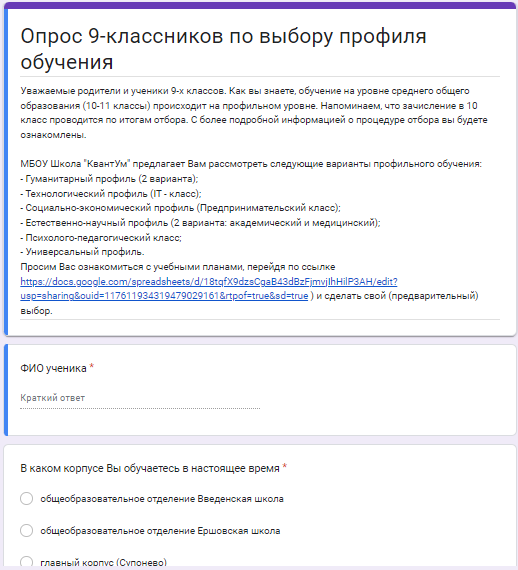 Опрос 9-классников по выбору профиля
обучения
Уважаемые родители и ученики 9-х классов. Как вы знаете, обучение на уровне среднего общего
образования (10-11 классы) происходит на профильном уровне. Напоминаем, что зачисление в 10
класс проводится по итогам отбора. С более подробной информацией о процедуре отбора вы будете
ознакомлены.
МБОУ Школа "КвантУм" предлагает Вам рассмотреть следующие варианты профильного обучения:
- Гуманитарный профиль (2 варианта);
- Технологический профиль (IT - класс);
- Социально-экономический профиль (Предпринимательский класс);
- Естественно-научный профиль (2 варианта: академический и медицинский);
- Психолого-педагогический класс;
- Универсальный профиль.
Просим Вас ознакомиться с учебными планами, перейдя по ссылке
https://docs.google.com/spreadsheets/d/18tqfX9dzsCgaB43dBzFjmvjIhHilP3AH/edit?
usp=sharing&ouid=117611934319479029161&rtpof=true&sd=true ) и сделать свой (предварительный)
выбор.
ФИО ученика *
Краткий ответ
В каком корпусе Вы обучаетесь в настоящее время *
общеобразовательное отделение Введенская школа
общеобразовательное отделение Ершовская школа
главный корпус (Супонево)